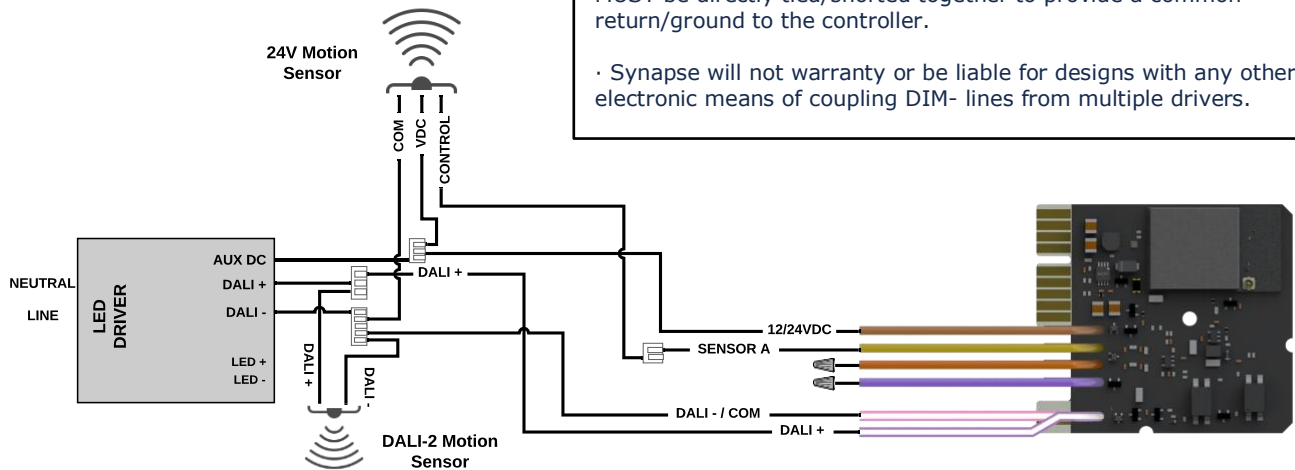 MUST be directly tied/shorted together to provide a common
return/ground to the controller.
· Synapse will not warranty or be liable for designs with any other
electronic means of coupling DIM- lines from multiple drivers.
24V Motion
Sensor
COM
VDC
CONTROL
NEUTRAL
LINE
LED
DRIVER
AUX DC
DALI +
DALI -
LED +
LED -
DALI +
DALI +
DALI -
12/24VDC
SENSOR A
DALI - / COM
DALI +
DALI-2 Motion
Sensor